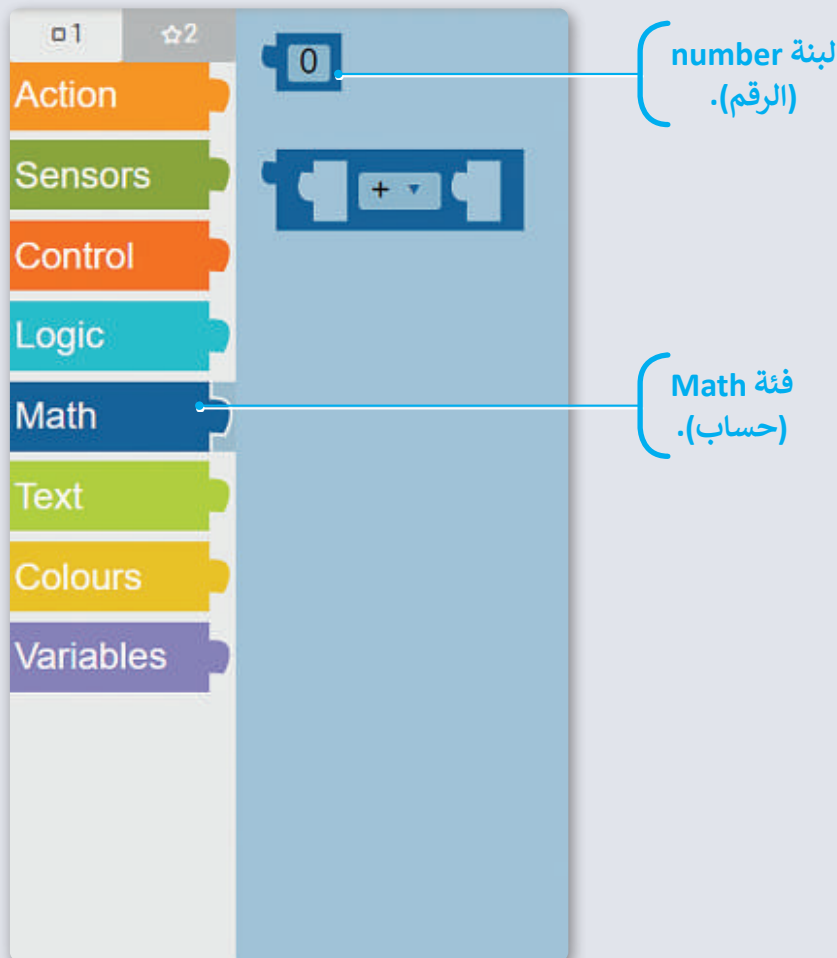 1
2
Action
Sensors
Control
Logic
Math
Text
Colours
Variables
0
+
لبنة number
(الرقم).
فئة Math
(حساب).